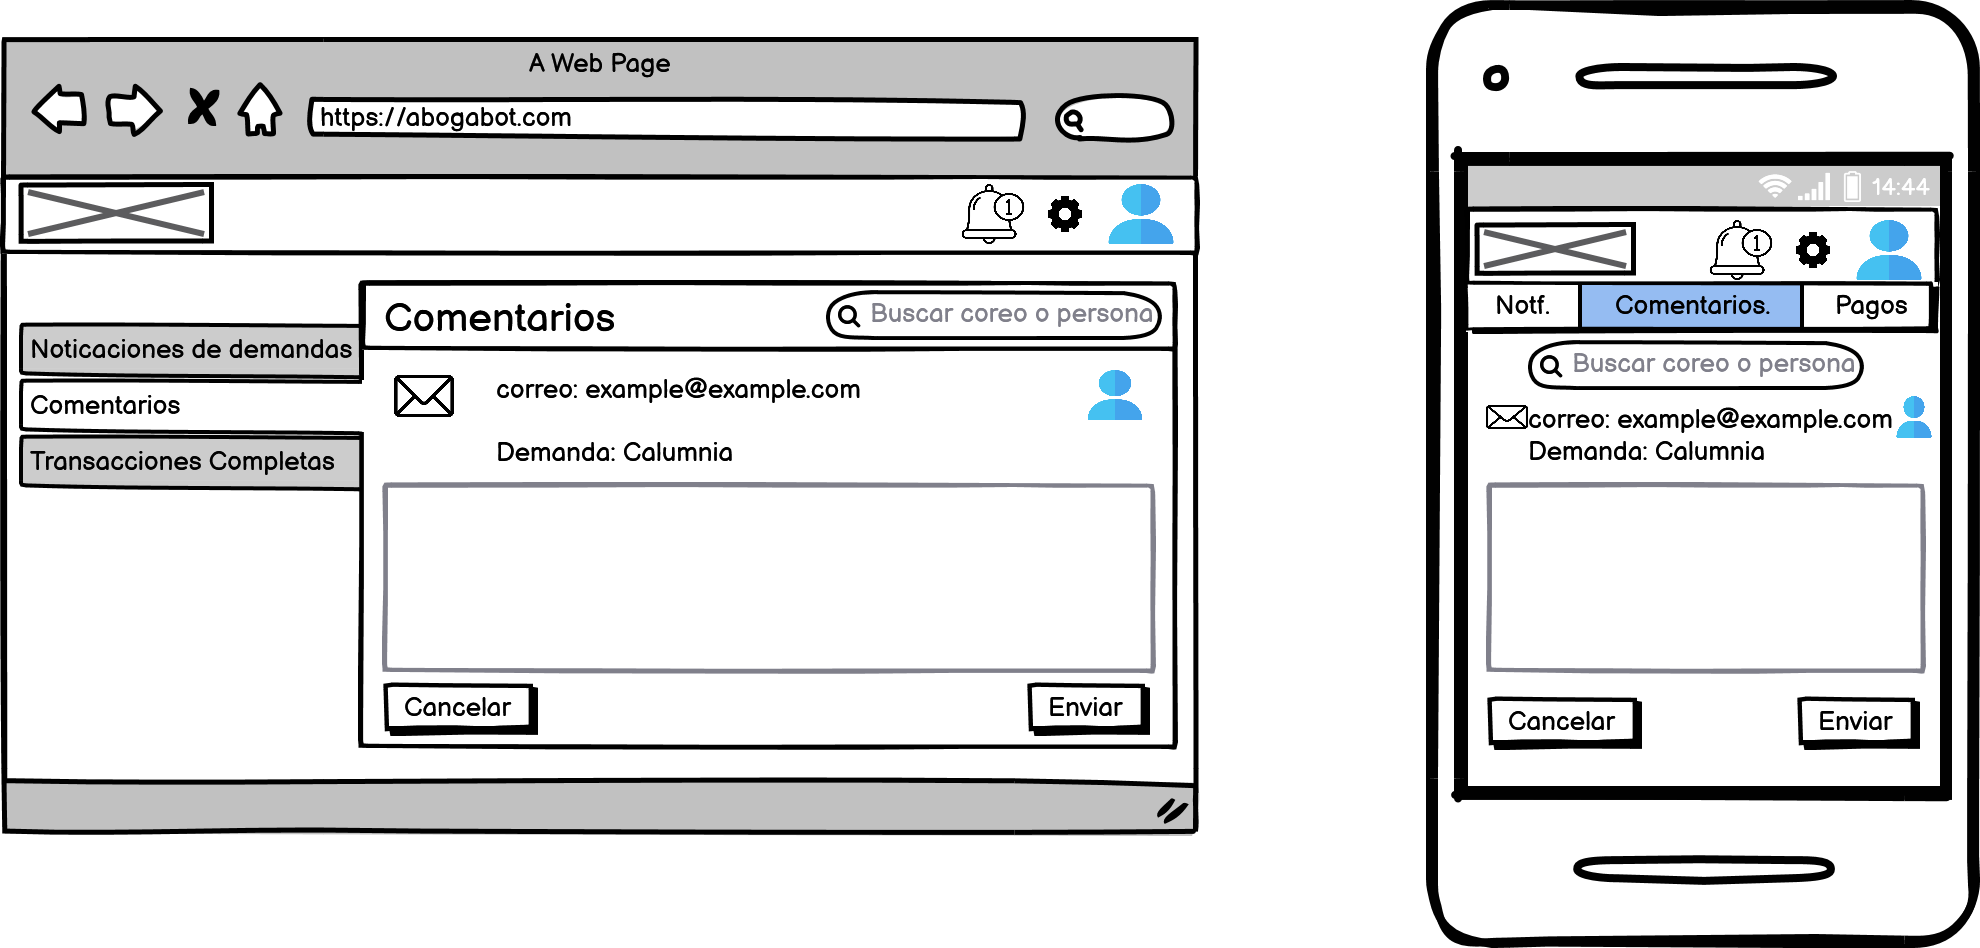 A Web Page
https://abogabot.com
1
Comentarios
Buscar coreo o persona
Noticaciones de demandas
Comentarios
Transacciones Completas
correo: example@example.com
Demanda: Calumnia
Cancelar
Enviar
14:44
1
Notf.
Comentarios.
Pagos
Buscar coreo o persona
correo: example@example.com
Demanda: Calumnia
Cancelar
Enviar